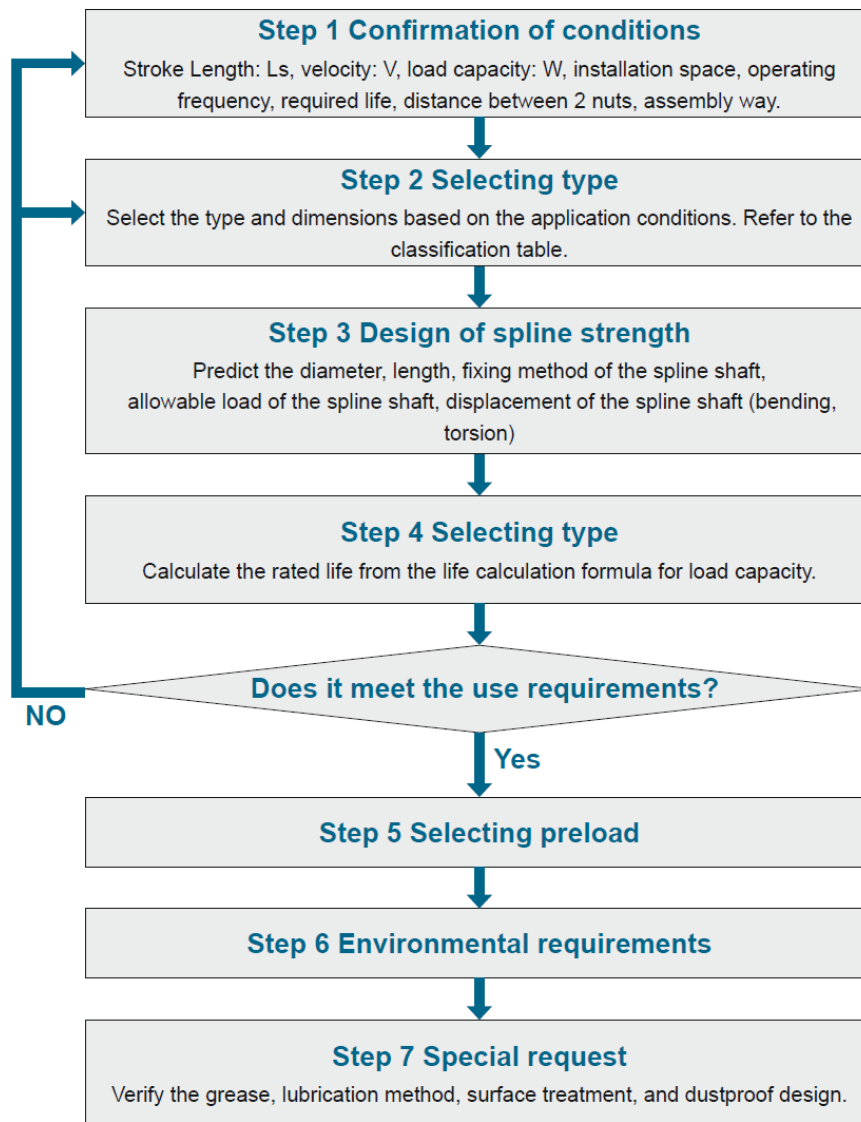 Step 1 Confirmation of conditions
Stroke Length: Ls, velocity: V, load capacity: W, installation space, operating
frequency, required life, distance between 2 nuts, assembly way.
Step 2 Selecting type
Select the type and dimensions based on the application conditions. Refer to the
classification table.
Step 3 Design of spline strength
Predict the diameter, length, fixing method of the spline shaft,
allowable load of the spline shaft, displacement of the spline shaft (bending,
torsion)
Step 4 Selecting type
Calculate the rated life from the life calculation formula for load capacity.
Does it meet the use requirements?
NO
Yes
Step 5 Selecting preload
Step 6 Environmental requirements
Step 7 Special request
Verify the grease, lubrication method, surface treatment, and dustproof design.